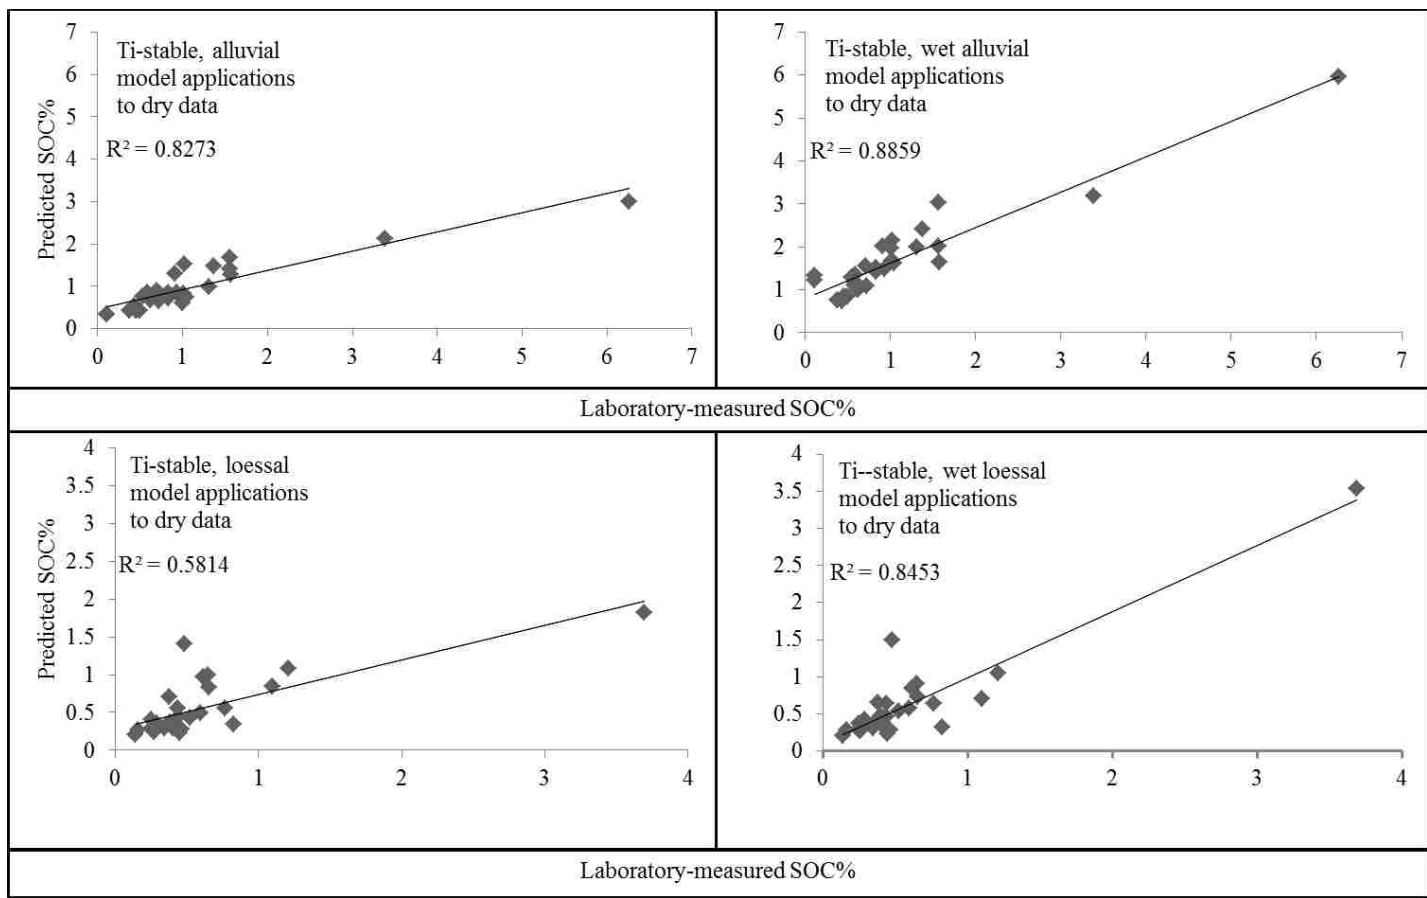 Ti-stable, alluvial
model applications
to dry data
R² = 0.8273
Predicted SOC%
7
6
5
4
3
2
1
0
0 1 2 3 4 5 6 7
Ti-stable, wet alluvial
model applications
to dry data
R² = 0.8859
7
6
5
4
3
2
1
0
0 1 2 3 4 5 6 7
Laboratory-measured SOC%
Ti-stable, loessal
model applications
to dry data
R² = 0.5814
Predicted SOC%
4
3.5
3
2.5
2
1.5
1
0.5
0
0 1 2 3 4
Ti--stable, wet loessal
model applications
to dry data
R² = 0.8453
4
3.5
3
2.5
2
1.5
1
0.5
0
0 1 2 3 4
Laboratory-measured SOC%